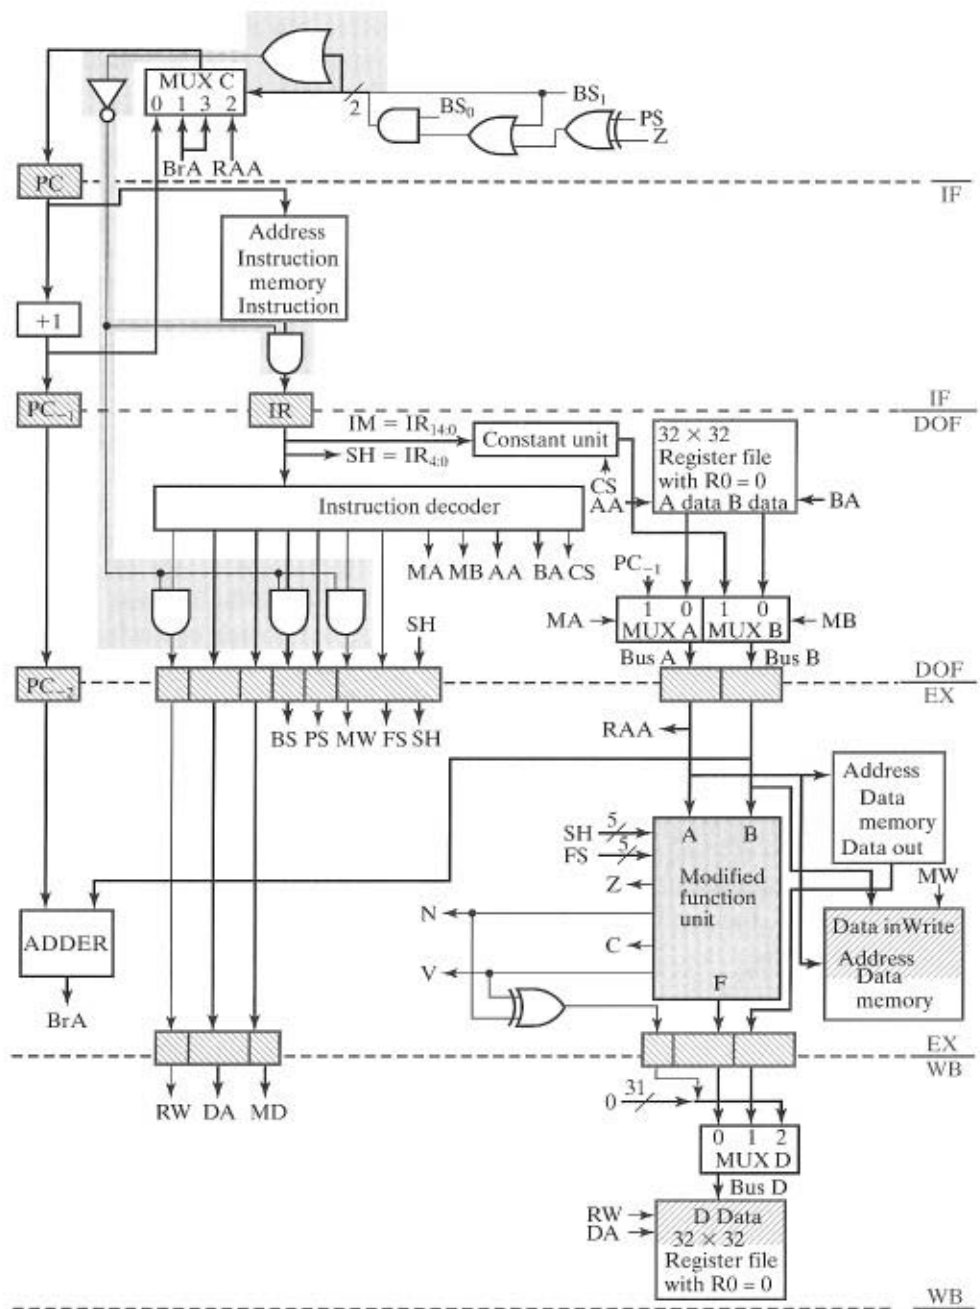 MUX C
0 1 3 2
2
BS₀
BS₁
PS
Z
BrA RAA
PC
IF
Address
Instruction
memory
Instruction
+1
PC₋₁
IR
IF
DOF
IM = IR₁₄:₀
SH = IR₄:₀
Constant unit
CS
32 × 32
Register file
with R0 = 0
A data B data
AA
BA
Instruction decoder
MA MB AA BA CS
PC₋₁
1 0 1 0
MUX A MUX B
MA
MB
SH
Bus A
Bus B
PC₋₂
DOF
EX
BS PS MW FS SH
RAA
Address
Data
memory
Data out
SH 5
FS 5
A B
Modified
function
unit
F
Z
N
C
V
MW
Data in Write
Address
Data
memory
ADDER
BrA
EX
WB
RW DA MD
0 31
0 1 2
MUX D
Bus D
RW
DA
D Data
32 × 32
Register file
with R0 = 0
WB